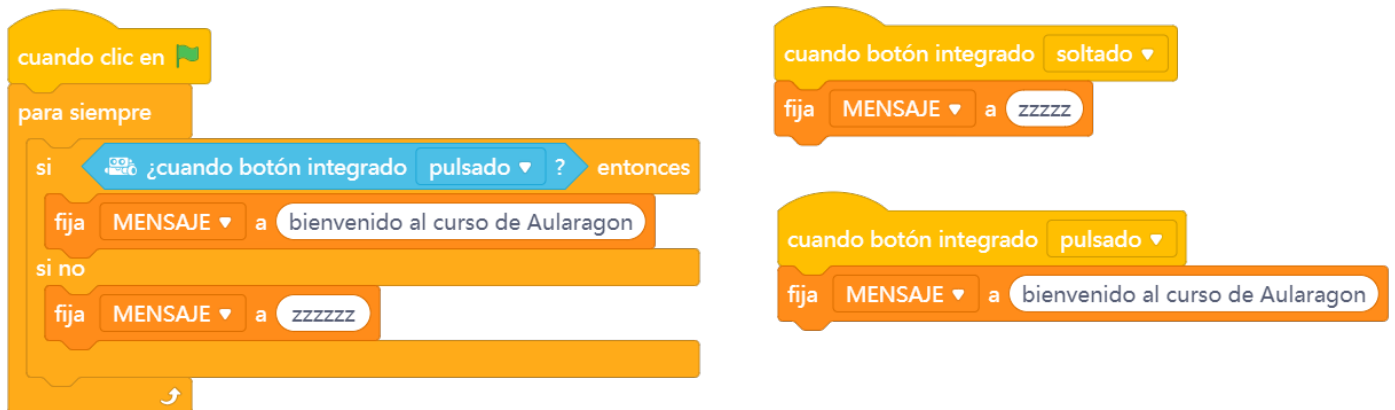 cuando clic en
para siempre
si ¿cuando botón integrado pulsado ? entonces
fija MENSAJE a bienvenido al curso de Aularagon
si no
fija MENSAJE a zzzzzz
cuando botón integrado soltado
fija MENSAJE a zzzzz
cuando botón integrado pulsado
fija MENSAJE a bienvenido al curso de Aularagon